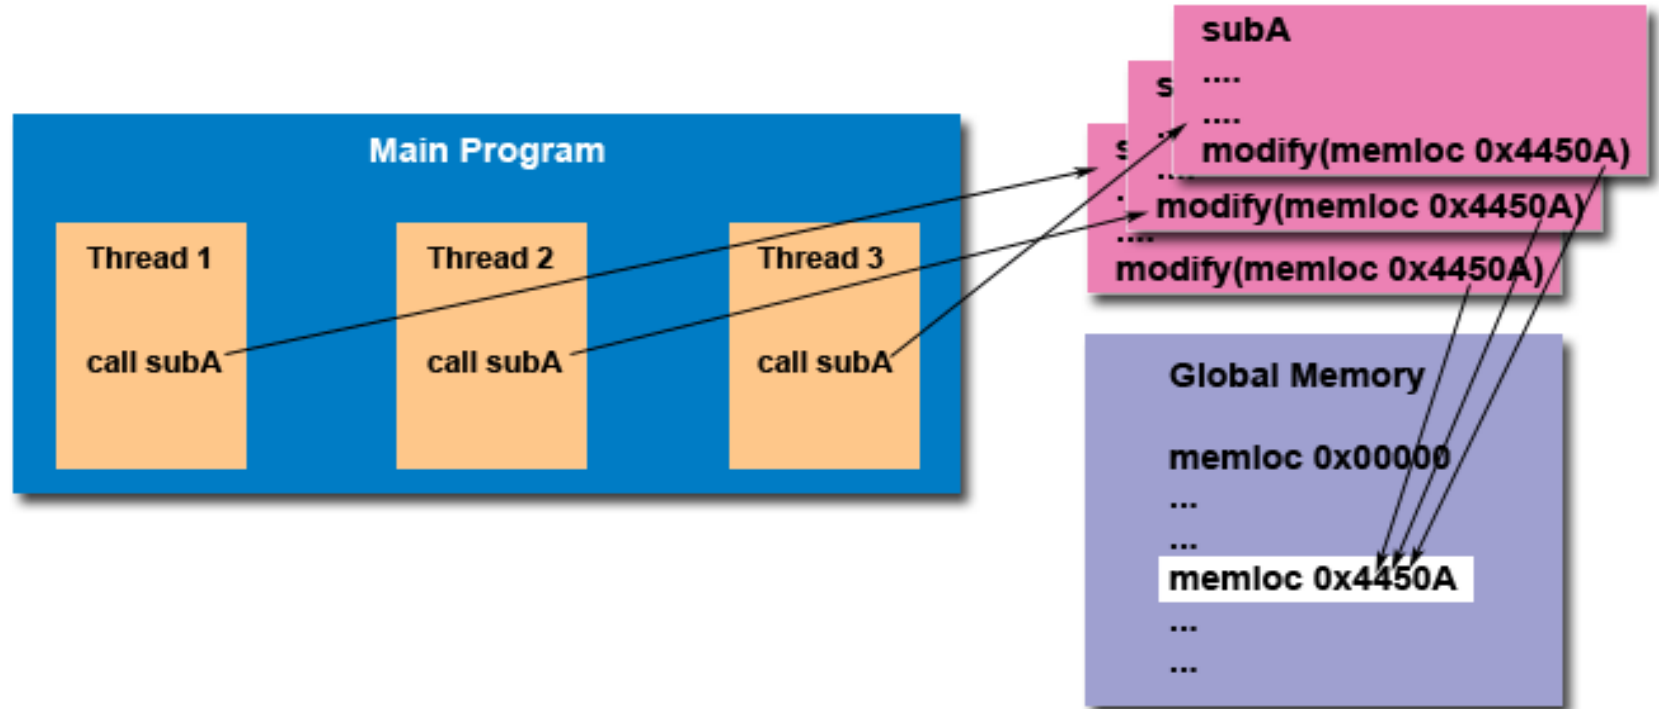 Main Program
Thread 1
call subA
Thread 2
call subA
Thread 3
call subA
subA
....
....
modify(memloc 0x4450A)
s
....
modify(memloc 0x4450A)
s
....
modify(memloc 0x4450A)
Global Memory
memloc 0x00000
...
...
memloc 0x4450A
...
...